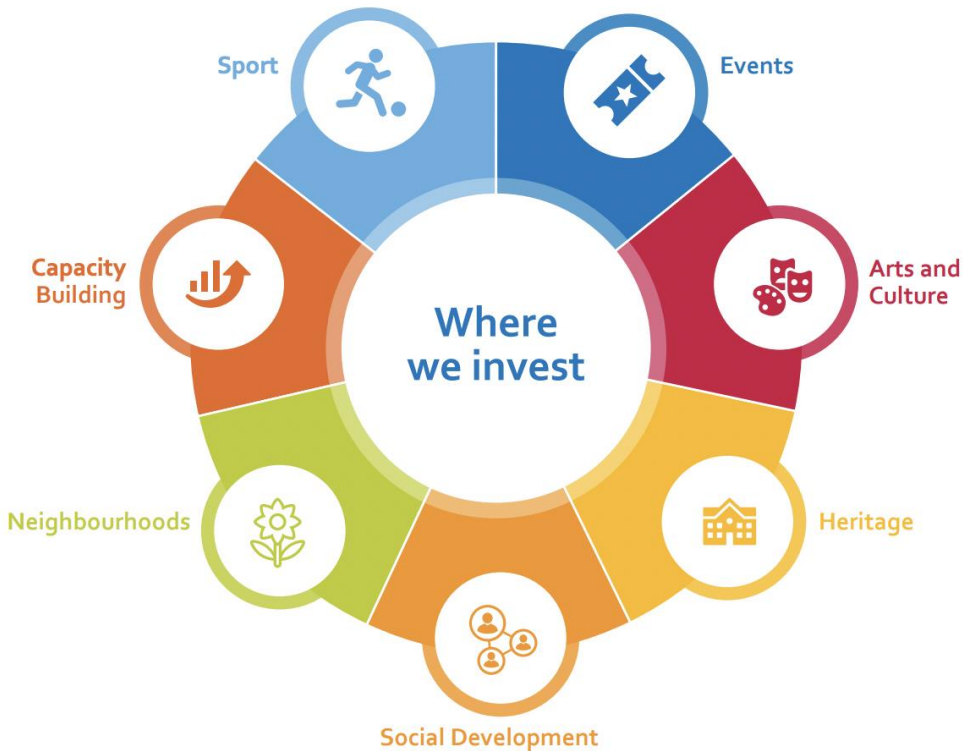 Sport
Events
Capacity
Building
Arts and
Culture
Where
we invest
Neighbourhoods
Heritage
Social Development